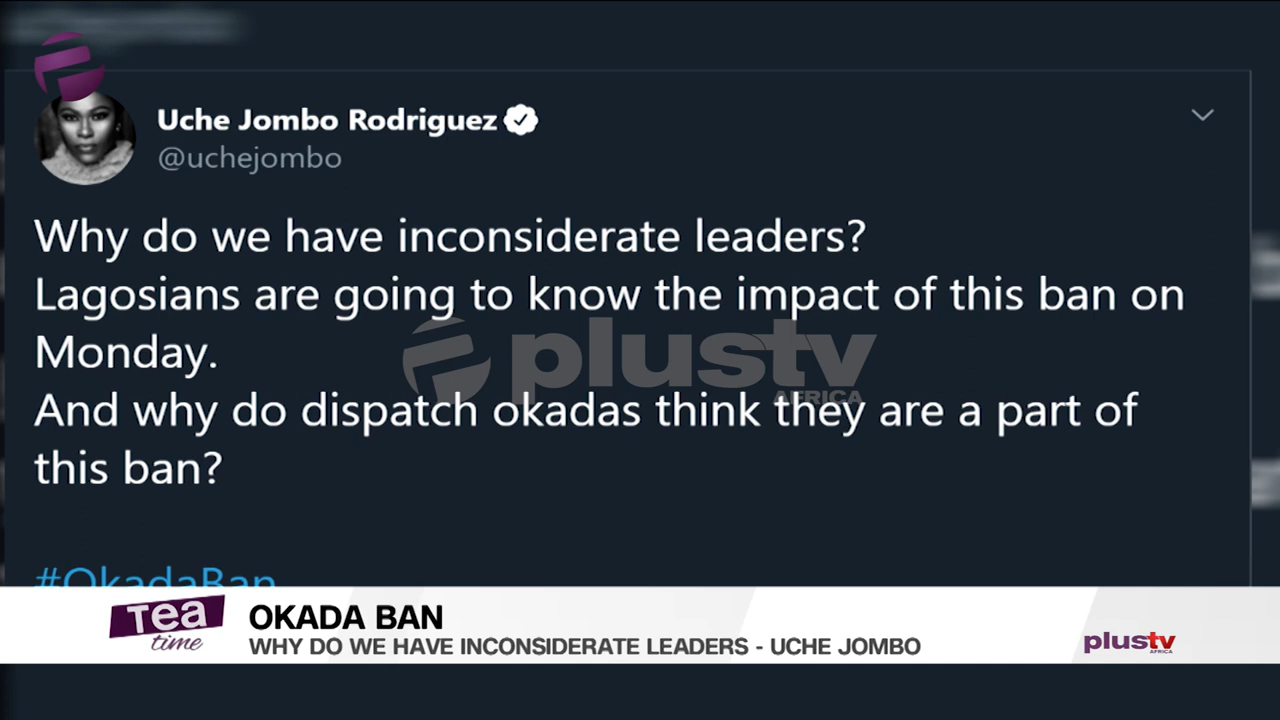 Uche Jombo Rodriguez
@uchejombo
Why do we have inconsiderate leaders?
Lagosians are going to know the impact of this ban on
Monday.
plustv
AFRICA
And why do dispatch okadas think they are a part of
this ban?
#OkadaBan
Tea
time
OKADA BAN
WHY DO WE HAVE INCONSIDERATE LEADERS - UCHE JOMBO
plustv
AFRICA